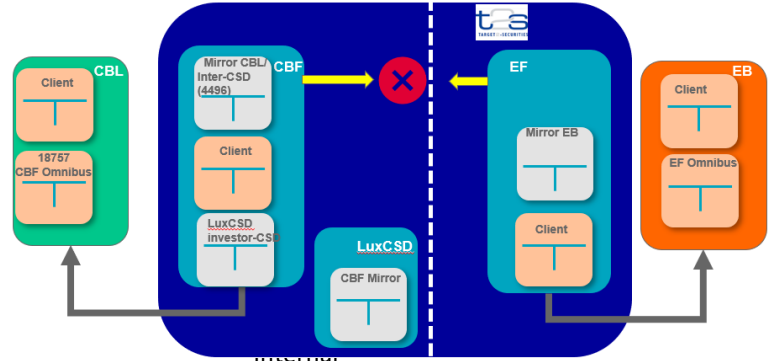 t2s
TARGET2-SECURITIES
CBL
Client
18757
CBF Omnibus
CBF
Mirror CBL/
Inter-CSD
(4496)
Client
LuxCSD
investor-CSD
LuxCSD
CBF Mirror
EF
Mirror EB
Client
EB
Client
EF Omnibus